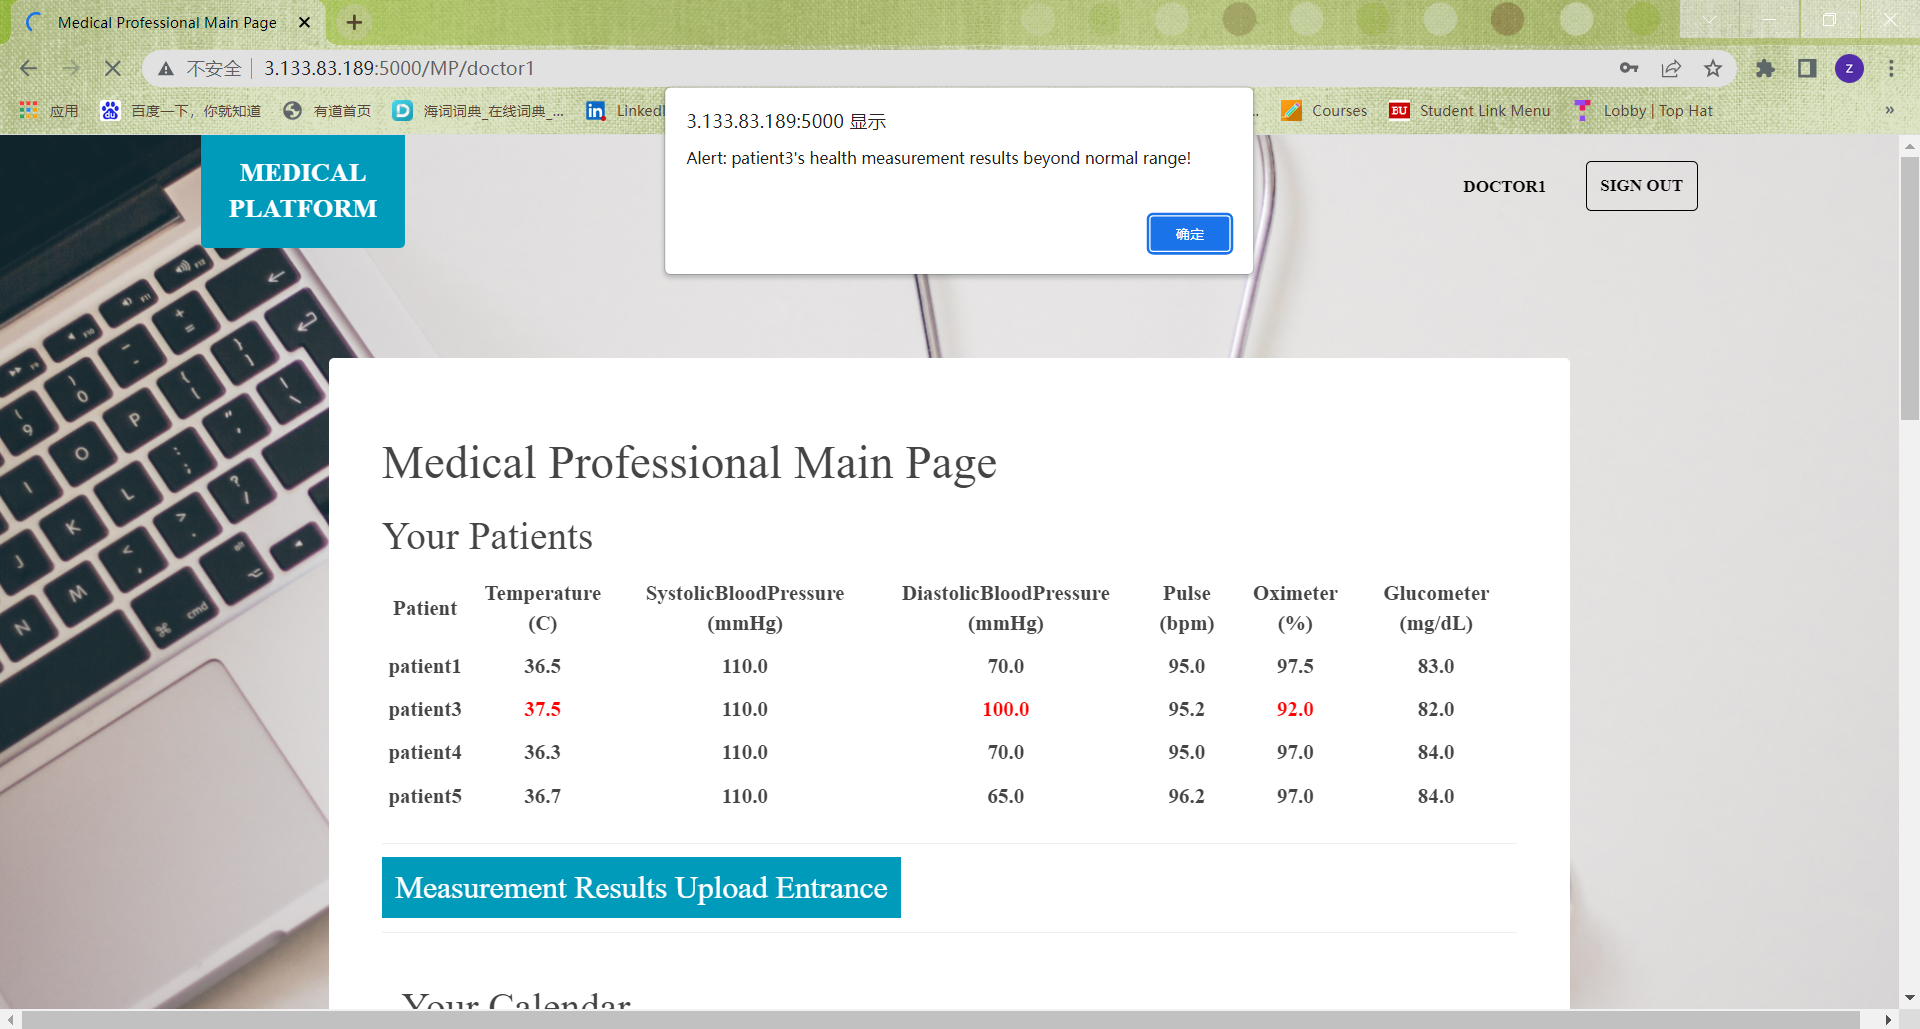 Medical Professional Main Page
不安全 3.133.83.189:5000/MP/doctor1
z
应用 百度一下，你就知道 有道首页 海词词典_在线词典_... LinkedI Courses Student Link Menu Lobby | Top Hat »
3.133.83.189:5000 显示
Alert: patient3's health measurement results beyond normal range!
确定
MEDICAL
PLATFORM
DOCTOR1 SIGN OUT
Medical Professional Main Page
Your Patients
Patient Temperature (C) SystolicBloodPressure (mmHg) DiastolicBloodPressure (mmHg) Pulse (bpm) Oximeter (%) Glucometer (mg/dL)
patient1 36.5 110.0 70.0 95.0 97.5 83.0
patient3 37.5 110.0 100.0 95.2 92.0 82.0
patient4 36.3 110.0 70.0 95.0 97.0 84.0
patient5 36.7 110.0 65.0 96.2 97.0 84.0
Measurement Results Upload Entrance
Your Calendar